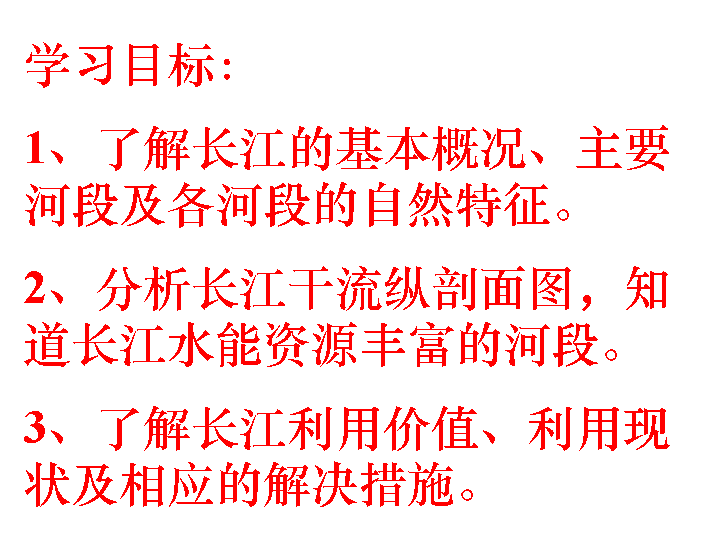 学习目标：
1、了解长江的基本概况、主要
河段及各河段的自然特征。
2、分析长江干流纵剖面图，知
道长江水能资源丰富的河段。
3、了解长江利用价值、利用现
状及相应的解决措施。